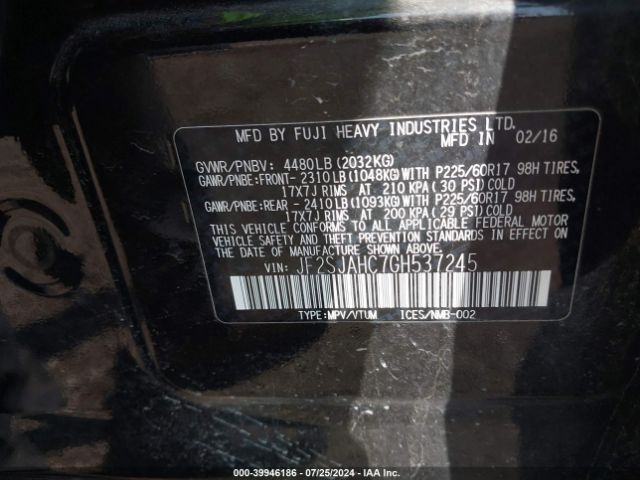 MFD BY FUJI HEAVY INDUSTRIES LTD.
MFD IN 02/16
GVWR/PNBV: 4480LB (2032KG)
GAWR/PNBE:FRONT- 2310LB (1048KG) WITH P225/60R17 98H TIRES,
17X7J RIMS AT 210 KPA (30 PSI) COLD
GAWR/PNBE:REAR - 2410LB (1093KG) WITH P225/60R17 98H TIRES,
17X7J RIMS AT 200 KPA (29 PSI) COLD
THIS VEHICLE CONFORMS TO ALL APPLICABLE FEDERAL MOTOR
VEHICLE SAFETY AND BUMPER STANDARDS IN EFFECT ON
THE DATE OF MANUFACTURE SHOWN ABOVE.
VIN: JF2SJAHC7GH537245
TYPE:MPV/VTUM ICES/NMB-002
000-39946186 - 07/25/2024 - IAA Inc.